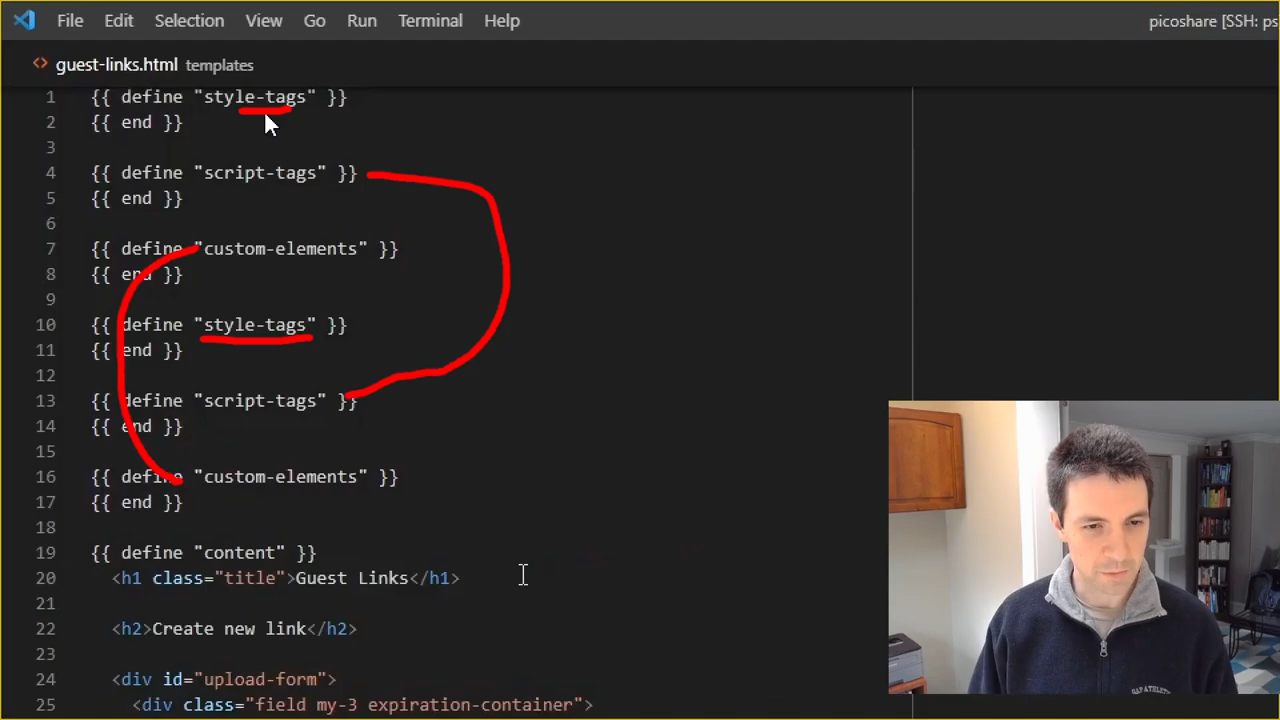 File Edit Selection View Go Run Terminal Help picoshare [SSH: ps
guest-links.html templates
1 {{ define "style-tags" }}
2 {{ end }}
3
4 {{ define "script-tags" }}
5 {{ end }}
6
7 {{ define "custom-elements" }}
8 {{ end }}
9
10 {{ define "style-tags" }}
11 {{ end }}
12
13 {{ define "script-tags" }}
14 {{ end }}
15
16 {{ define "custom-elements" }}
17 {{ end }}
18
19 {{ define "content" }}
20 <h1 class="title">Guest Links</h1>
21
22 <h2>Create new link</h2>
23
24 <div id="upload-form">
25 <div class="field my-3 expiration-container">